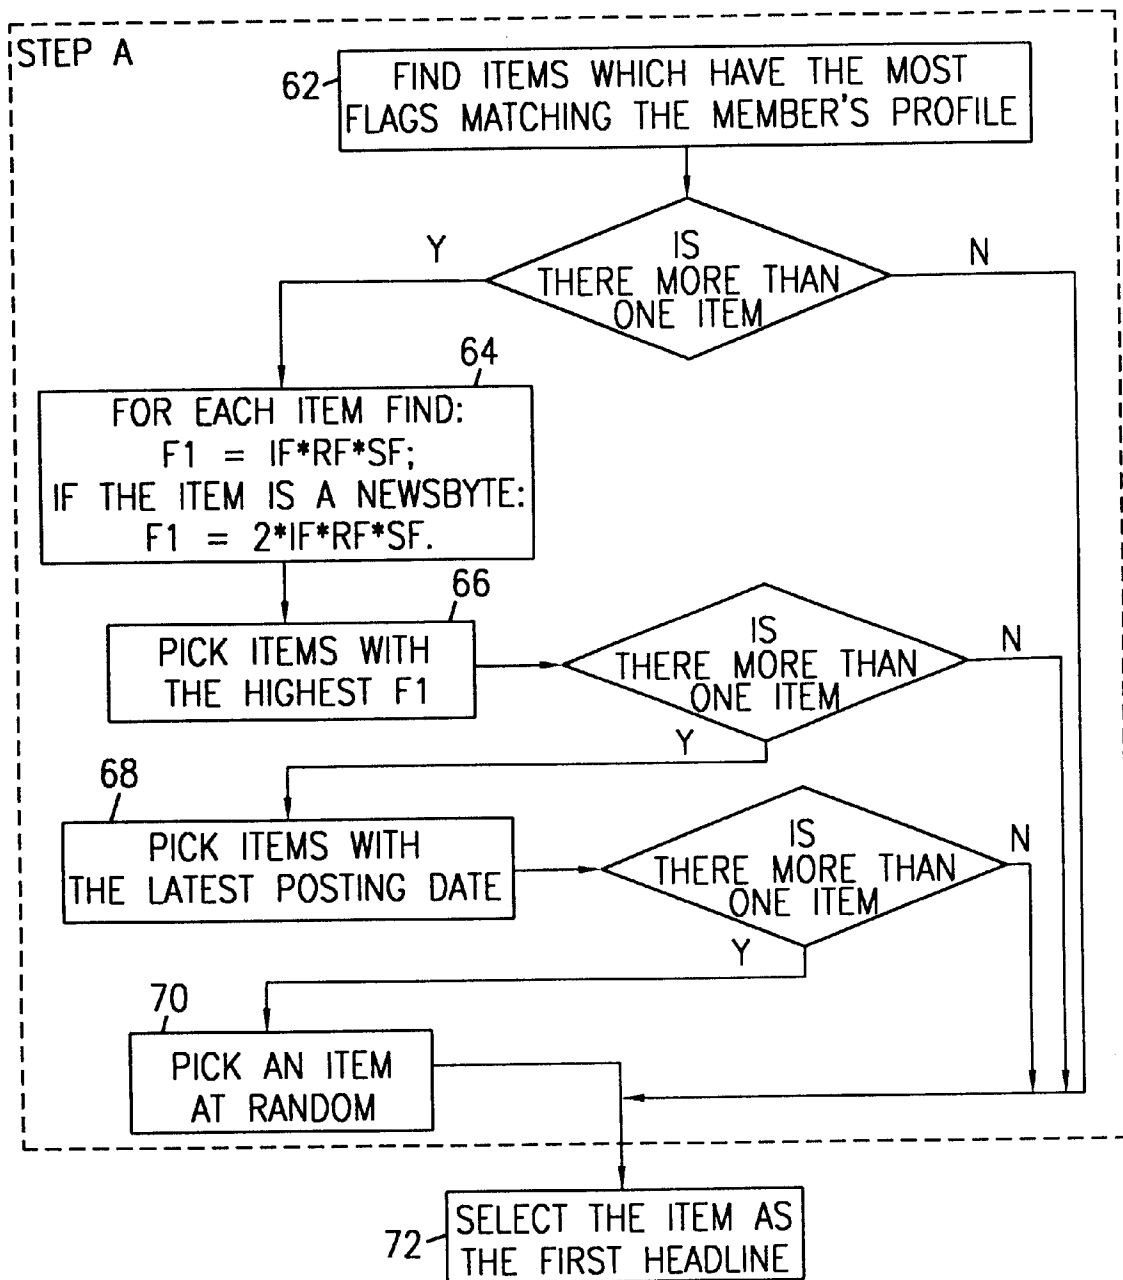 STEP A
62
FIND ITEMS WHICH HAVE THE MOST
FLAGS MATCHING THE MEMBER'S PROFILE
IS
THERE MORE THAN
ONE ITEM
Y
N
64
FOR EACH ITEM FIND:
F1 = IF*RF*SF;
IF THE ITEM IS A NEWSBYTE:
F1 = 2*IF*RF*SF.
66
PICK ITEMS WITH
THE HIGHEST F1
IS
THERE MORE THAN
ONE ITEM
N
Y
68
PICK ITEMS WITH
THE LATEST POSTING DATE
IS
THERE MORE THAN
ONE ITEM
N
Y
70
PICK AN ITEM
AT RANDOM
72
SELECT THE ITEM AS
THE FIRST HEADLINE